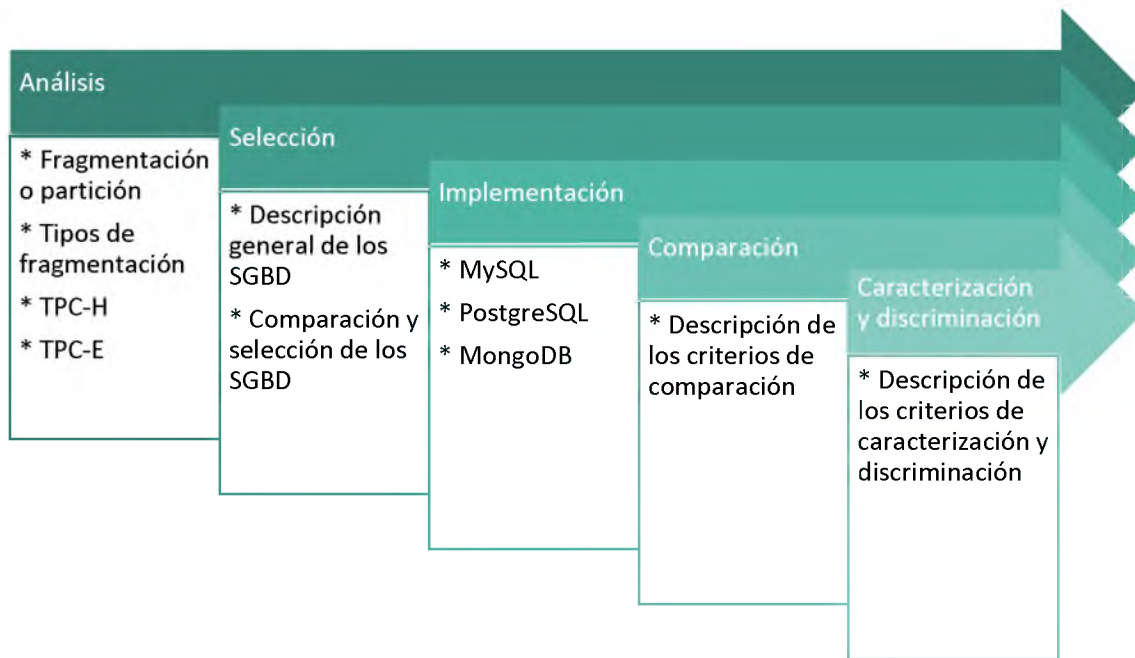 Análisis
* Fragmentación
o partición
* Tipos de
fragmentación
* TPC-H
* TPC-E
Selección
* Descripción
general de los
SGBD
* Comparación y
selección de los
SGBD
Implementación
* MySQL
* PostgreSQL
* MongoDB
Comparación
* Descripción de
los criterios de
comparación
Caracterización
y discriminación
* Descripción de
los criterios de
caracterización y
discriminación